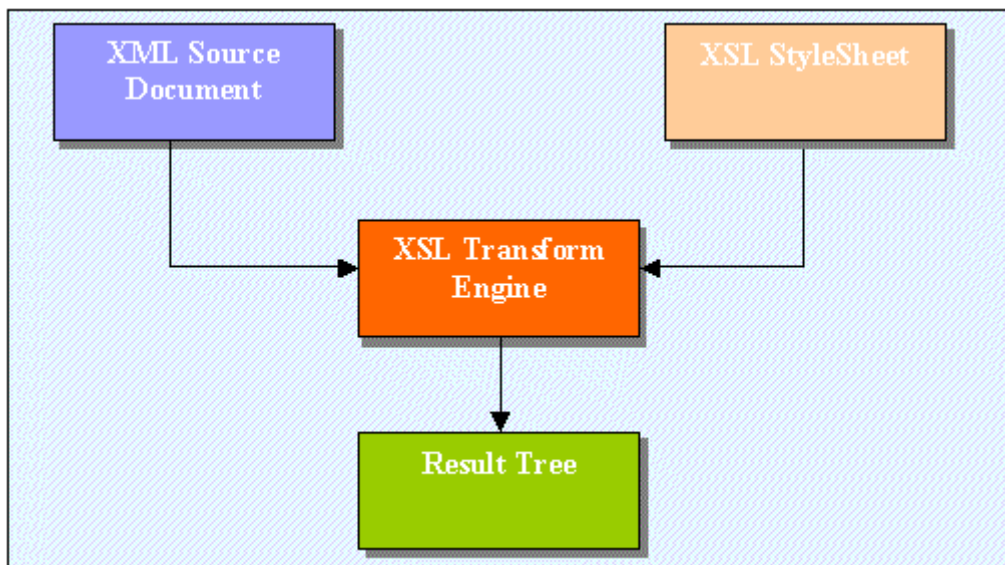 XML Source
Document
XSL StyleSheet
XSL Transform
Engine
Result Tree